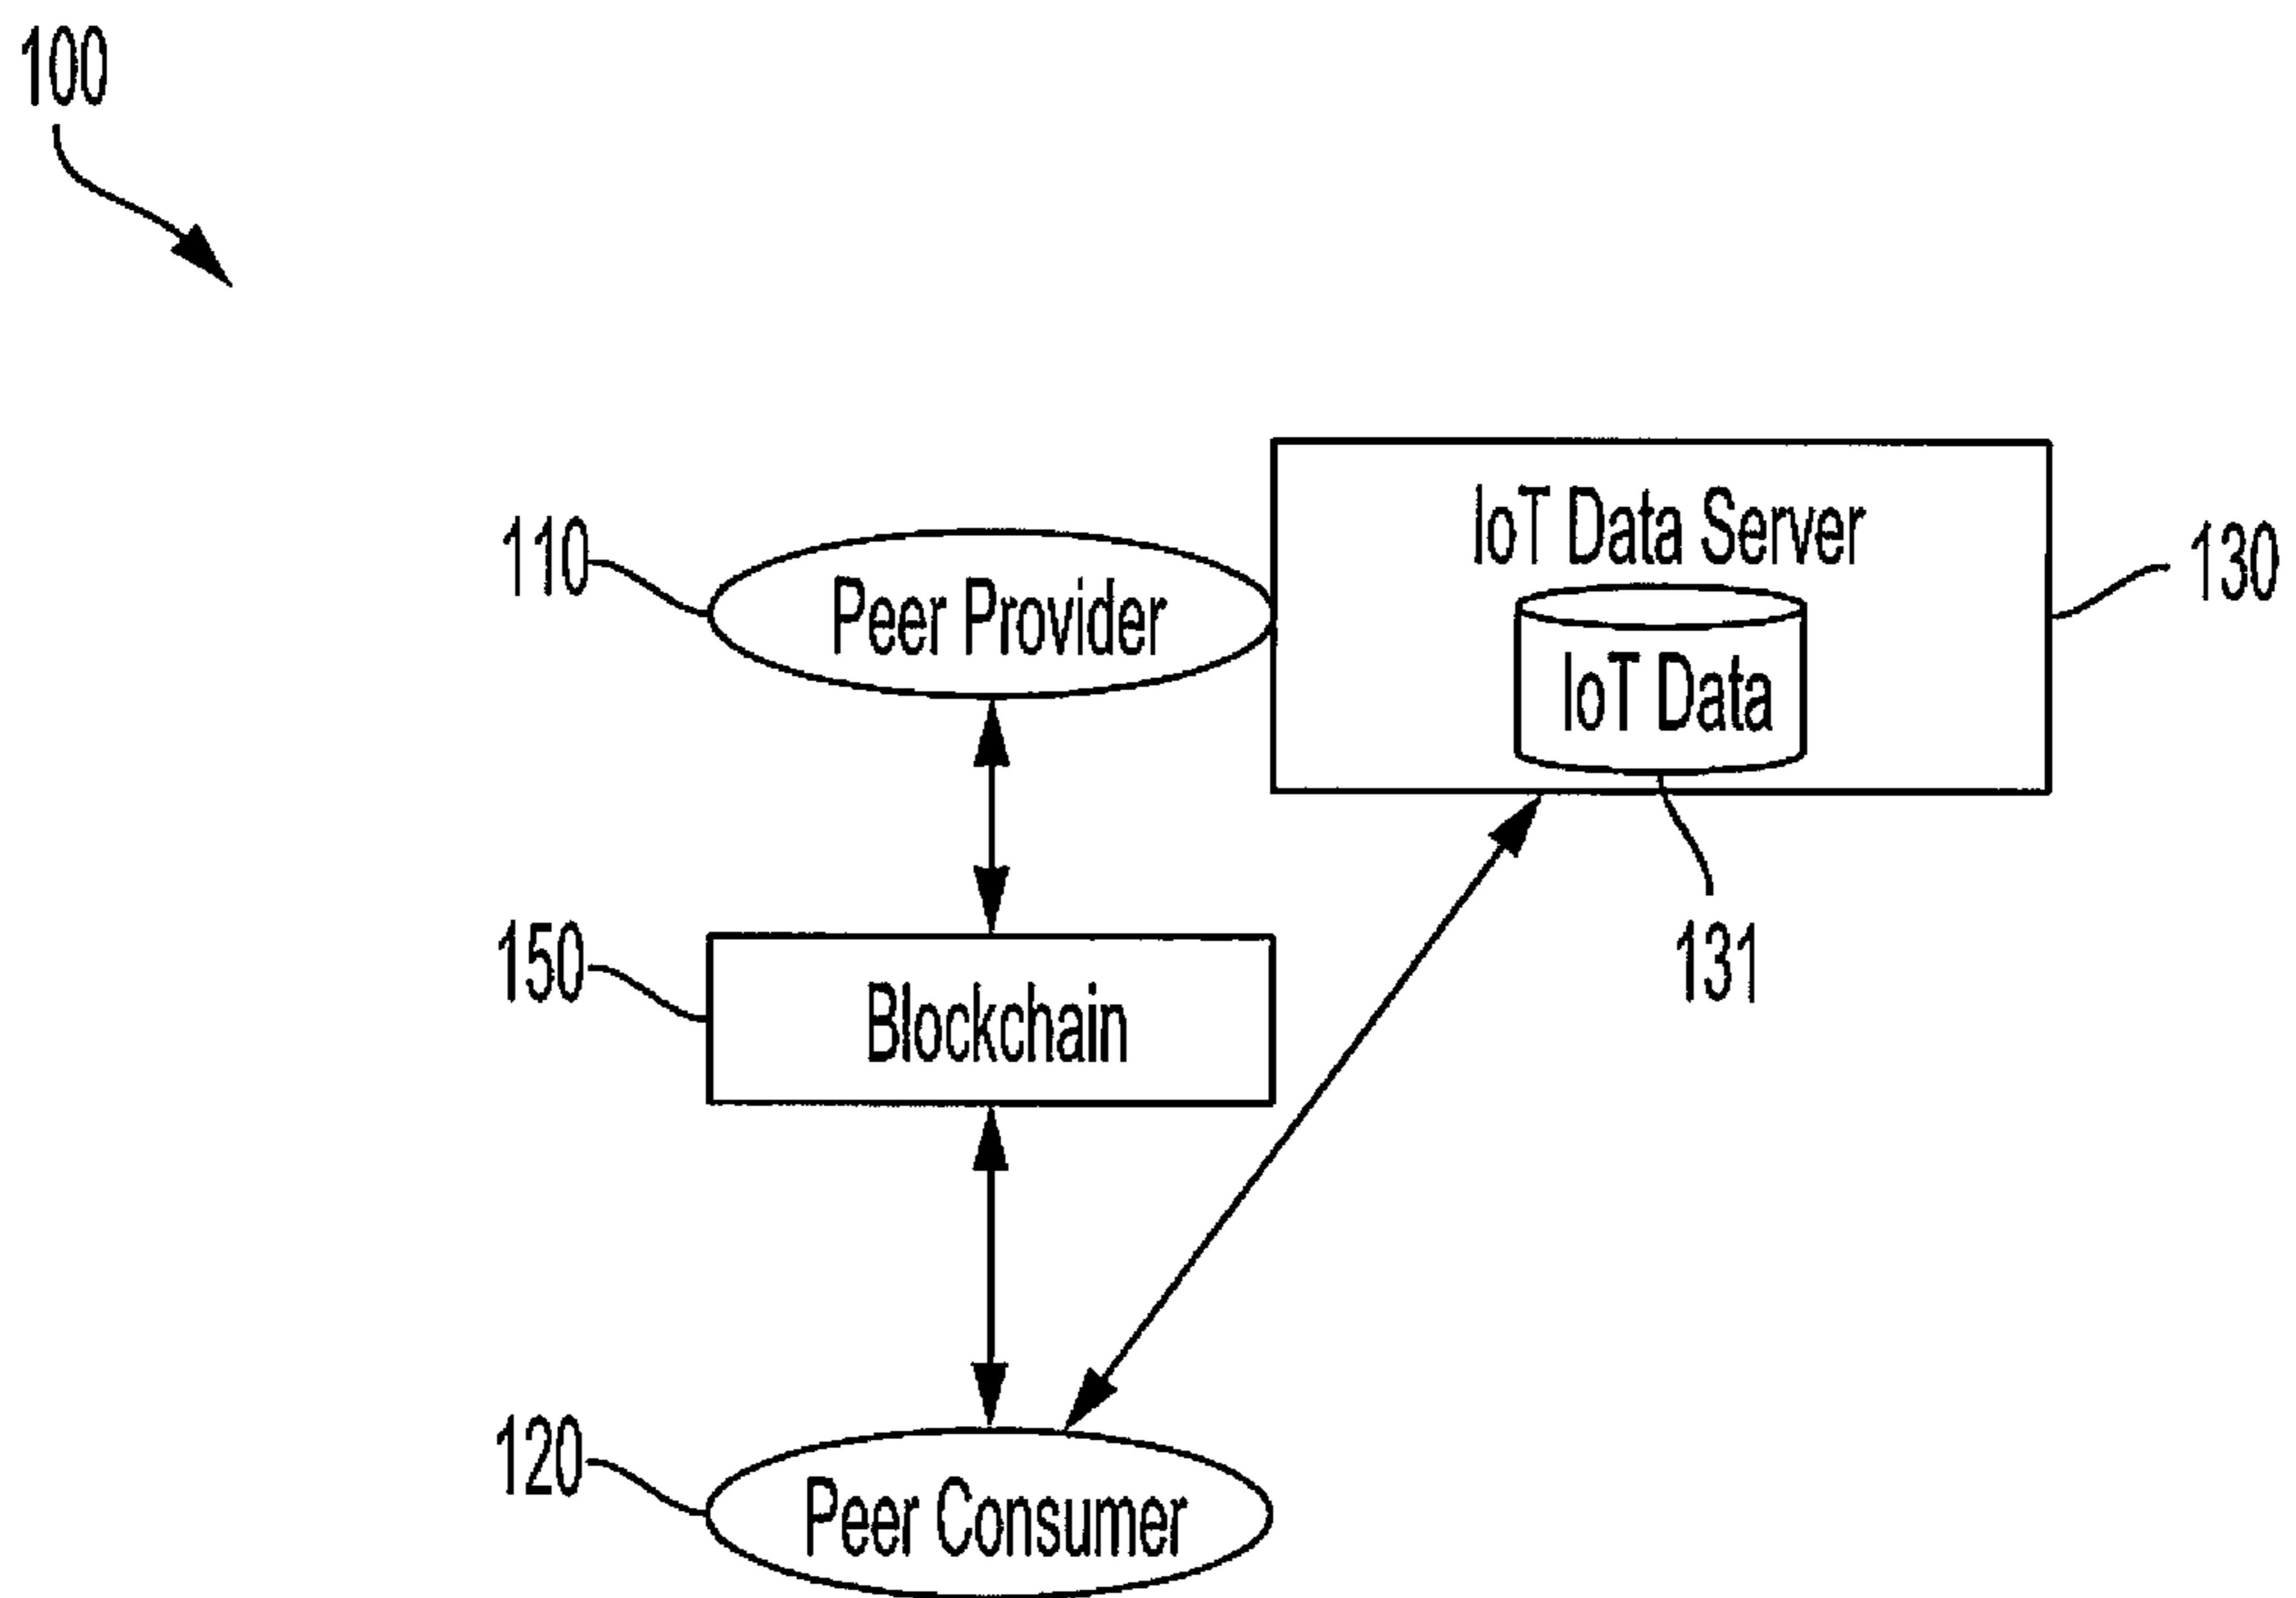 100
IoT Data Server
110
Peer Provider
130
IoT Data
131
150
Blockchain
120
Peer Consumer